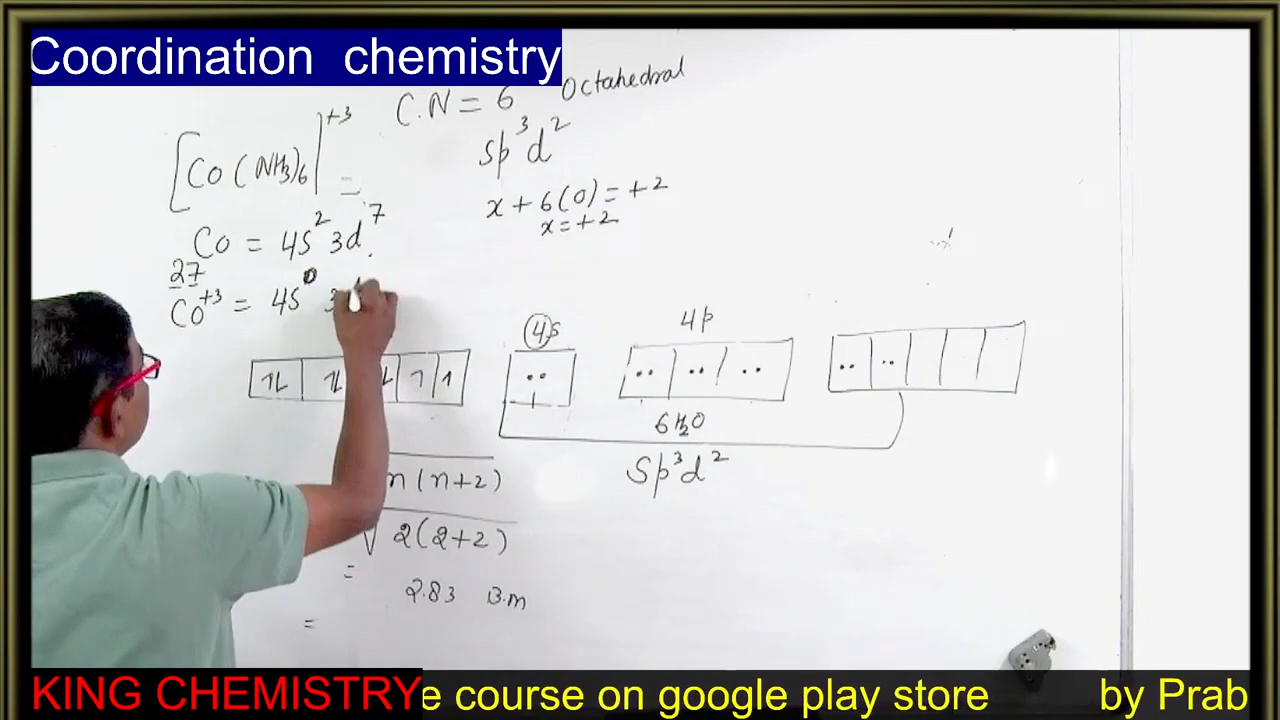 Coordination chemistry
C.N = 6 Octahedral
[Co(NH3)6]+3 =
sp3d2
x + 6(0) = +2
x = +2
Co = 4s2 3d7
27
Co+3 = 4s0 3
4s 4p
6H2O
sp3d2
n(n+2)
√2(2+2)
= 2.83 B.m
=
KING CHEMISTRY e course on google play store by Prab